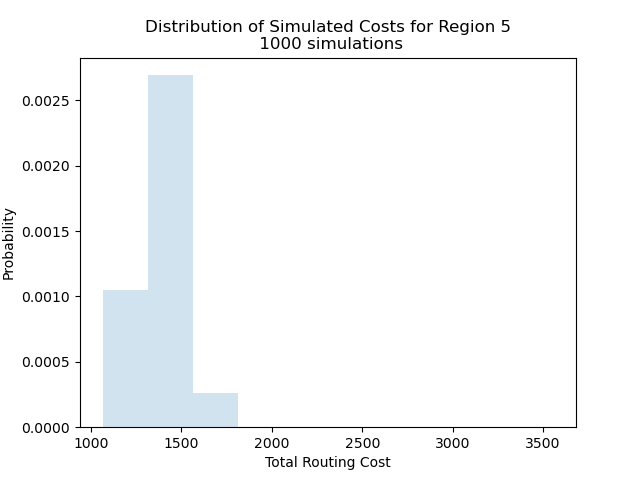 Distribution of Simulated Costs for Region 5
1000 simulations
0.0025
0.0020
0.0015
0.0010
0.0005
0.0000
Probability
1000 1500 2000 2500 3000 3500
Total Routing Cost